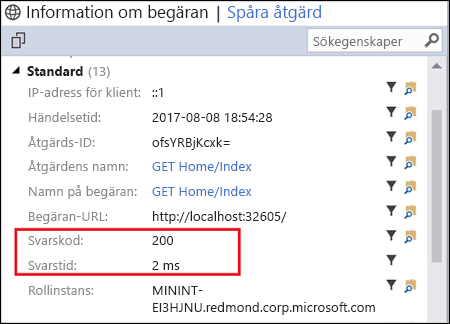 Information om begäran | Spåra åtgärd
Sökegenskaper
Standard (13)
IP-adress för klient: ::1
Händelsetid: 2017-08-08 18:54:28
Åtgärds-ID: ofsYRBjKcxk=
Åtgärdens namn: GET Home/Index
Namn på begäran: GET Home/Index
Begäran-URL: http://localhost:32605/
Svarskod: 200
Svarstid: 2 ms
Rollinstans: MININT-
EI3HJNU.redmond.corp.microsoft.com